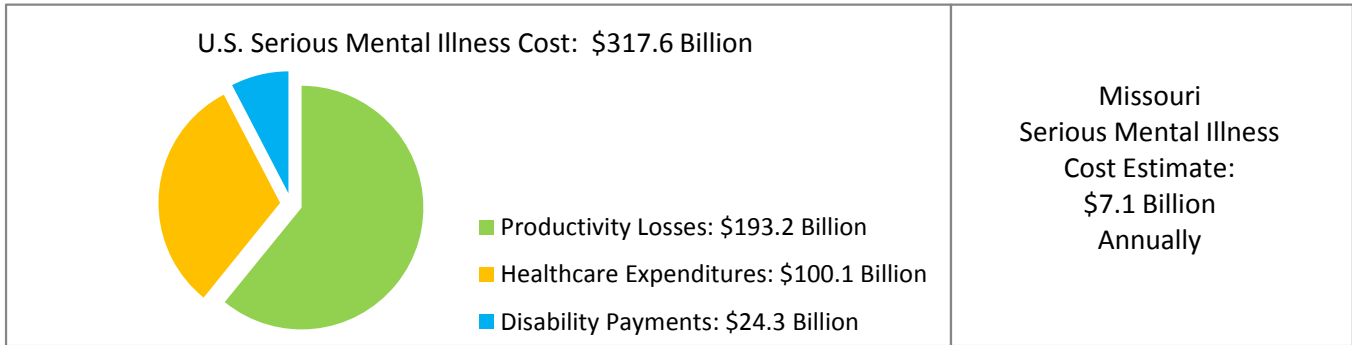 U.S. Serious Mental Illness Cost: $317.6 Billion
Productivity Losses: $193.2 Billion
Healthcare Expenditures: $100.1 Billion
Disability Payments: $24.3 Billion
Missouri
Serious Mental Illness
Cost Estimate:
$7.1 Billion
Annually